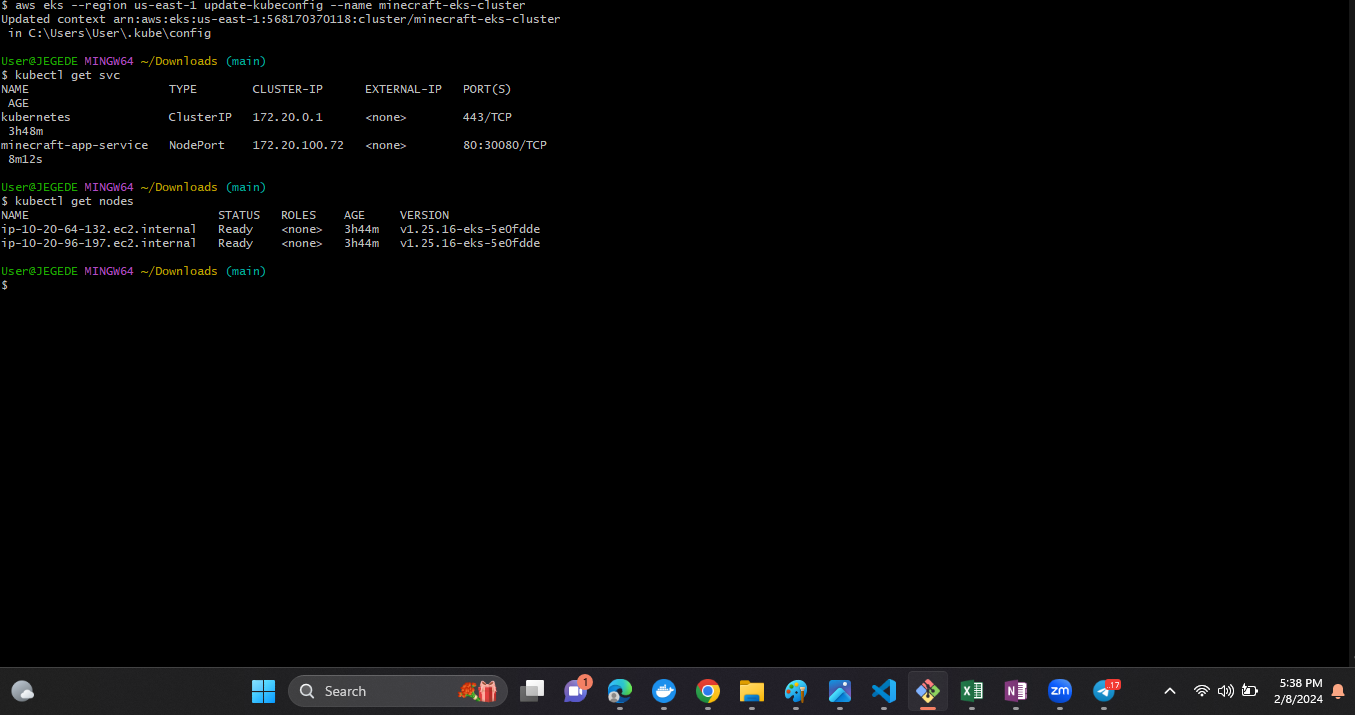 $ aws eks --region us-east-1 update-kubeconfig --name minecraft-eks-cluster
Updated context arn:aws:eks:us-east-1:568170370118:cluster/minecraft-eks-cluster
 in C:\Users\User\.kube\config
User@JEGEDE MINGW64 ~/Downloads (main)
$ kubectl get svc
NAME                    TYPE        CLUSTER-IP      EXTERNAL-IP   PORT(S)
 AGE
kubernetes              ClusterIP   172.20.0.1      <none>        443/TCP
 3h48m
minecraft-app-service   NodePort    172.20.100.72   <none>        80:30080/TCP
 8m12s
User@JEGEDE MINGW64 ~/Downloads (main)
$ kubectl get nodes
NAME                           STATUS   ROLES    AGE     VERSION
ip-10-20-64-132.ec2.internal   Ready    <none>   3h44m   v1.25.16-eks-5e0fdde
ip-10-20-96-197.ec2.internal   Ready    <none>   3h44m   v1.25.16-eks-5e0fdde
User@JEGEDE MINGW64 ~/Downloads (main)
$
Search
1
zm
17
5:38 PM
2/8/2024